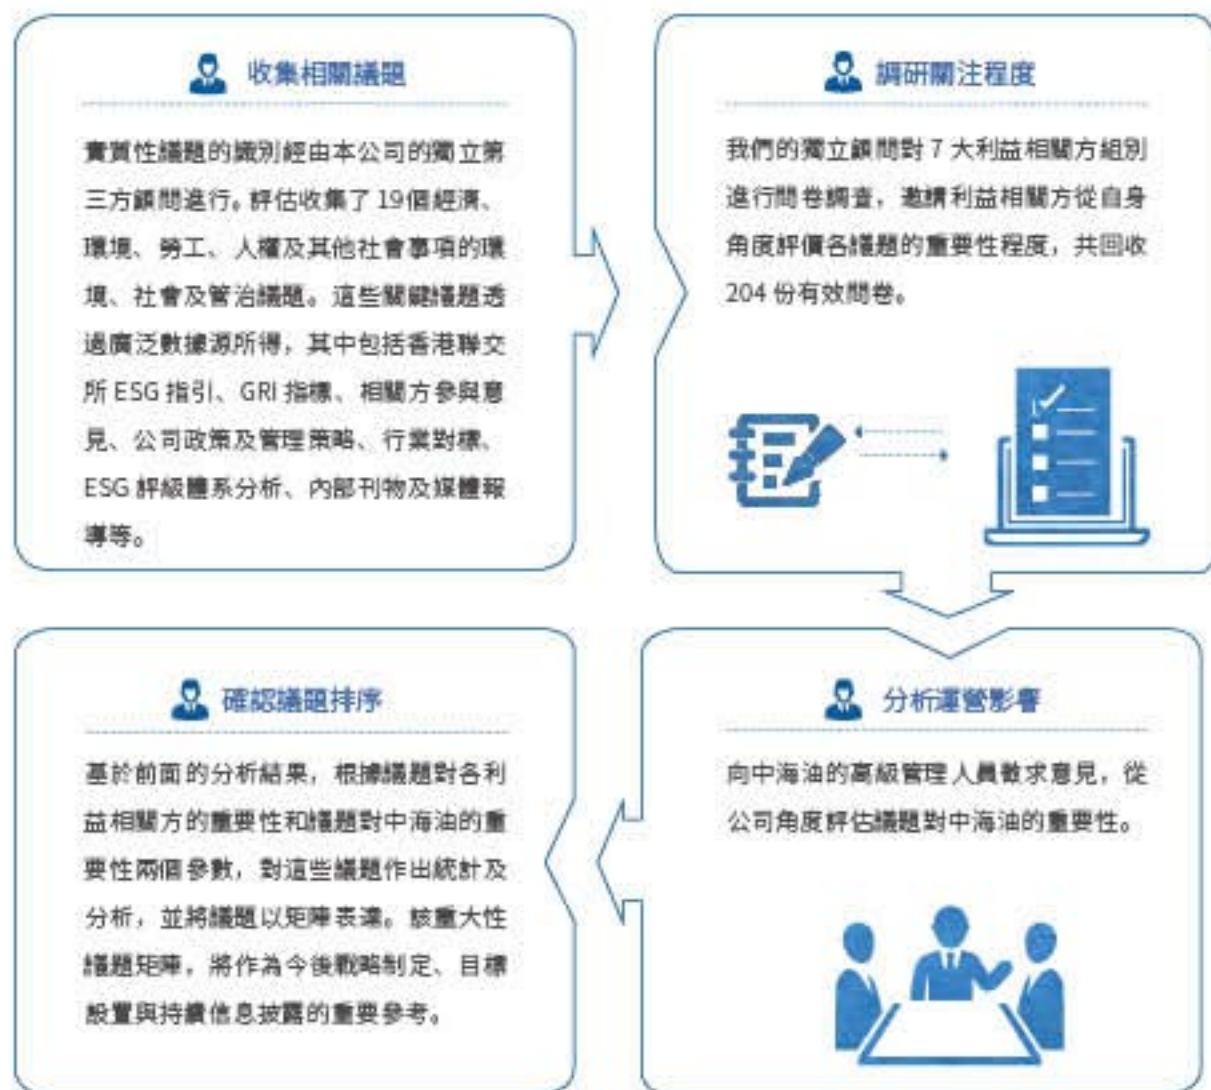 收集相關議題
實質性議題的識別經由本公司的獨立第
三方顧問進行。評估收集了 19個經濟、
環境、勞工、人權及其他社會事項的環
境、社會及管治議題。這些關鍵議題透
過廣泛數據源所得，其中包括香港聯交
所 ESG 指引、GRI 指標、相關方參與意
見、公司政策及管理策略、行業對標、
ESG 評級體系分析、內部刊物及媒體報
導等。
調研關注程度
我們的獨立顧問對 7 大利益相關方組別
進行問卷調查，邀請利益相關方從自身
角度評價各議題的重要性程度，共回收
204 份有效問卷。
分析運營影響
向中海油的高級管理人員徵求意見，從
公司角度評估議題對中海油的重要性。
確認議題排序
基於前面的分析結果，根據議題對各利
益相關方的重要性和議題對中海油的重
要性兩個參數，對這些議題作出統計及
分析，並將議題以矩陣表達。該重大性
議題矩陣，將作為今後戰略制定、目標
設置與持續信息披露的重要參考。